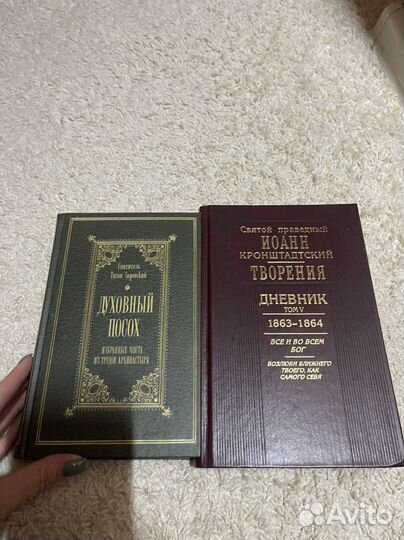 Святитель
Тихон Задонский
ДУХОВНЫЙ
ПОСОХ
ИЗБРАННЫЕ МЕСТА
ИЗ ТРУДОВ АРХИПАСТЫРЯ
Святой праведный
ИОАНН
КРОНШТАДТСКИЙ
ТВОРЕНИЯ
ДНЕВНИК
ТОМ V
1863-1864
ВСЕ И ВО ВСЕМ
БОГ
ВОЗЛЮБИ БЛИЖНЕГО
ТВОЕГО, КАК
САМОГО СЕБЯ
Avito